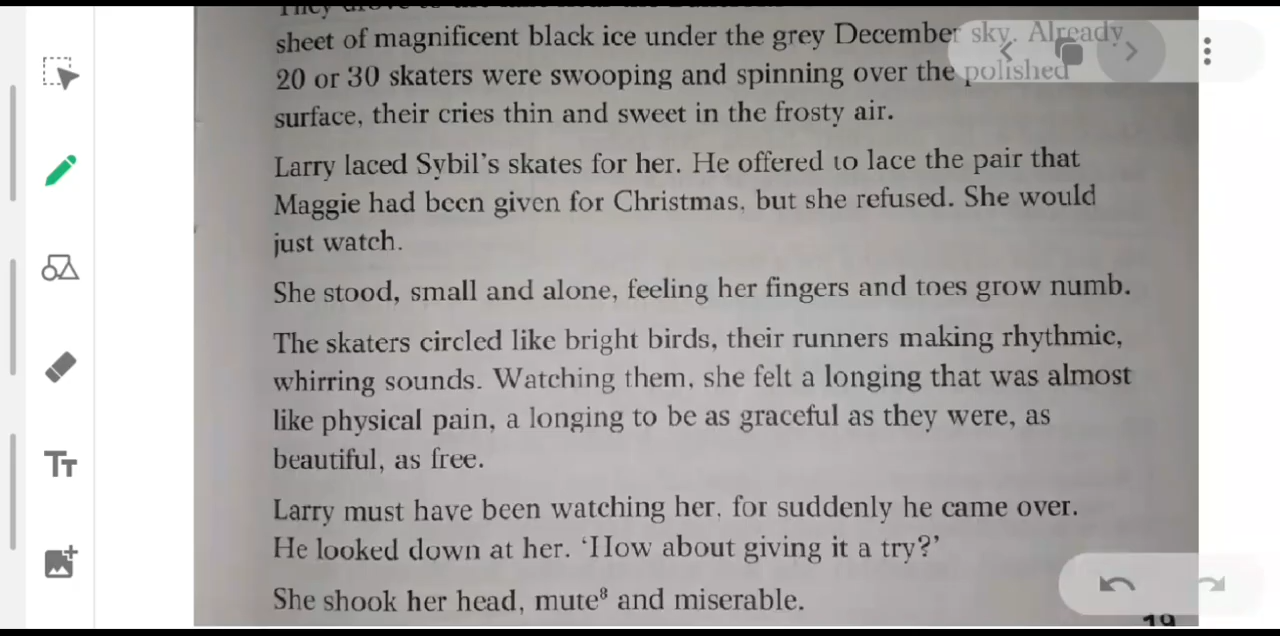 sheet of magnificent black ice under the grey December sky. Already
20 or 30 skaters were swooping and spinning over the polished
surface, their cries thin and sweet in the frosty air.
Larry laced Sybil's skates for her. He offered to lace the pair that
Maggie had been given for Christmas, but she refused. She would
just watch.
She stood, small and alone, feeling her fingers and toes grow numb.
The skaters circled like bright birds, their runners making rhythmic,
whirring sounds. Watching them, she felt a longing that was almost
like physical pain, a longing to be as graceful as they were, as
beautiful, as free.
Larry must have been watching her, for suddenly he came over.
He looked down at her. 'How about giving it a try?'
She shook her head, mute⁸ and miserable.
19
TT